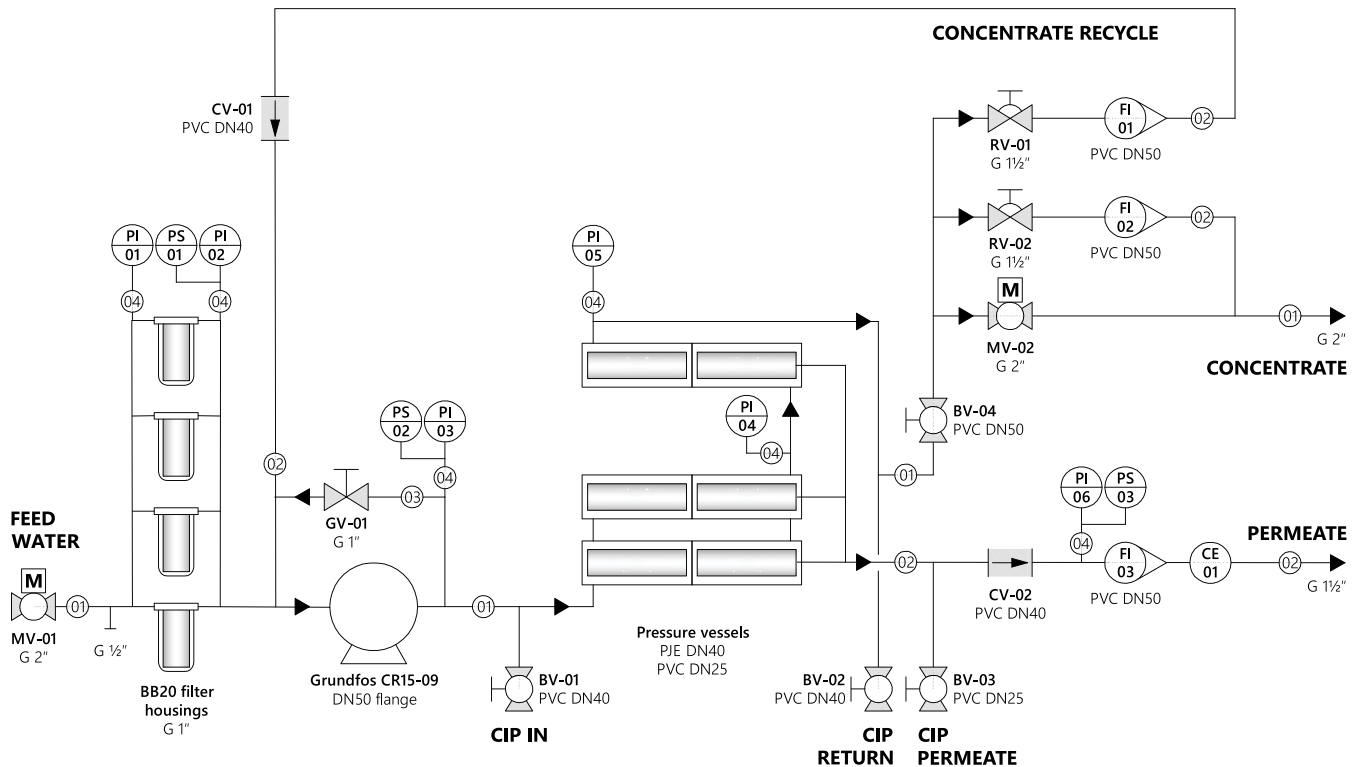 CONCENTRATE RECYCLE
CV-01
PVC DN40
FI
01
02
RV-01
G 1½"
PVC DN50
FI
02
02
RV-02
G 1½"
PVC DN50
PI
01
PS
01
PI
02
04
04
PI
05
04
M
MV-02
G 2"
01
G 2"
CONCENTRATE
PS
02
PI
03
04
PI
04
04
BV-04
PVC DN50
02
03
GV-01
G 1"
01
PI
06
PS
03
04
FEED
WATER
M
MV-01
G 2"
01
G ½"
BB20 filter
housings
G 1"
Grundfos CR15-09
DN50 flange
01
BV-01
PVC DN40
CIP IN
Pressure vessels
PJE DN40
PVC DN25
02
CV-02
PVC DN40
FI
03
PVC DN50
CE
01
PERMEATE
02
G 1½"
BV-02
PVC DN40
CIP
RETURN
BV-03
PVC DN25
CIP
PERMEATE